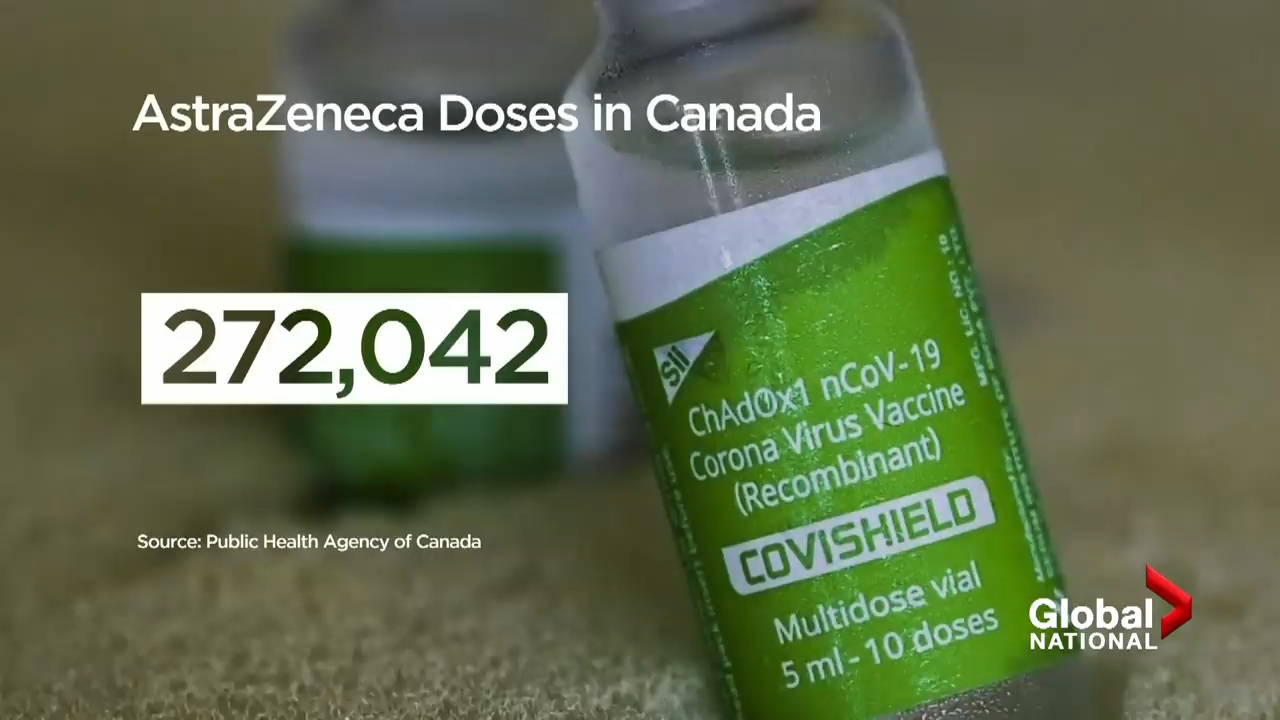 AstraZeneca Doses in Canada
272,042
Source: Public Health Agency of Canada
SII
ChAdOx1 nCoV-19
Corona Virus Vaccine
(Recombinant)
COVISHIELD
Multidose vial
5 ml - 10 doses
Global
NATIONAL